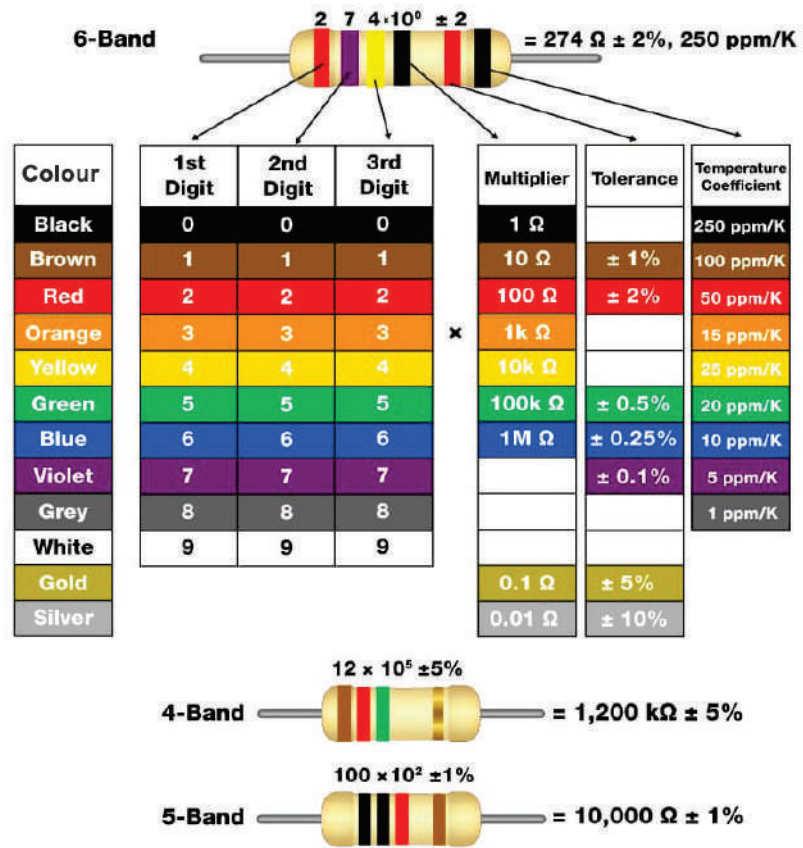 2 7 4 ×10⁰ ± 2
6-Band = 274 Ω ± 2%, 250 ppm/K
Colour 1st Digit 2nd Digit 3rd Digit Multiplier Tolerance Temperature Coefficient
Black 0 0 0 1 Ω 250 ppm/K
Brown 1 1 1 10 Ω ± 1% 100 ppm/K
Red 2 2 2 100 Ω ± 2% 50 ppm/K
Orange 3 3 3 × 1k Ω 15 ppm/K
Yellow 4 4 4 10k Ω 25 ppm/K
Green 5 5 5 100k Ω ± 0.5% 20 ppm/K
Blue 6 6 6 1M Ω ± 0.25% 10 ppm/K
Violet 7 7 7 ± 0.1% 5 ppm/K
Grey 8 8 8 1 ppm/K
White 9 9 9
Gold 0.1 Ω ± 5%
Silver 0.01 Ω ± 10%
12 × 10⁵ ±5%
4-Band = 1,200 kΩ ± 5%
100 ×10² ±1%
5-Band = 10,000 Ω ± 1%